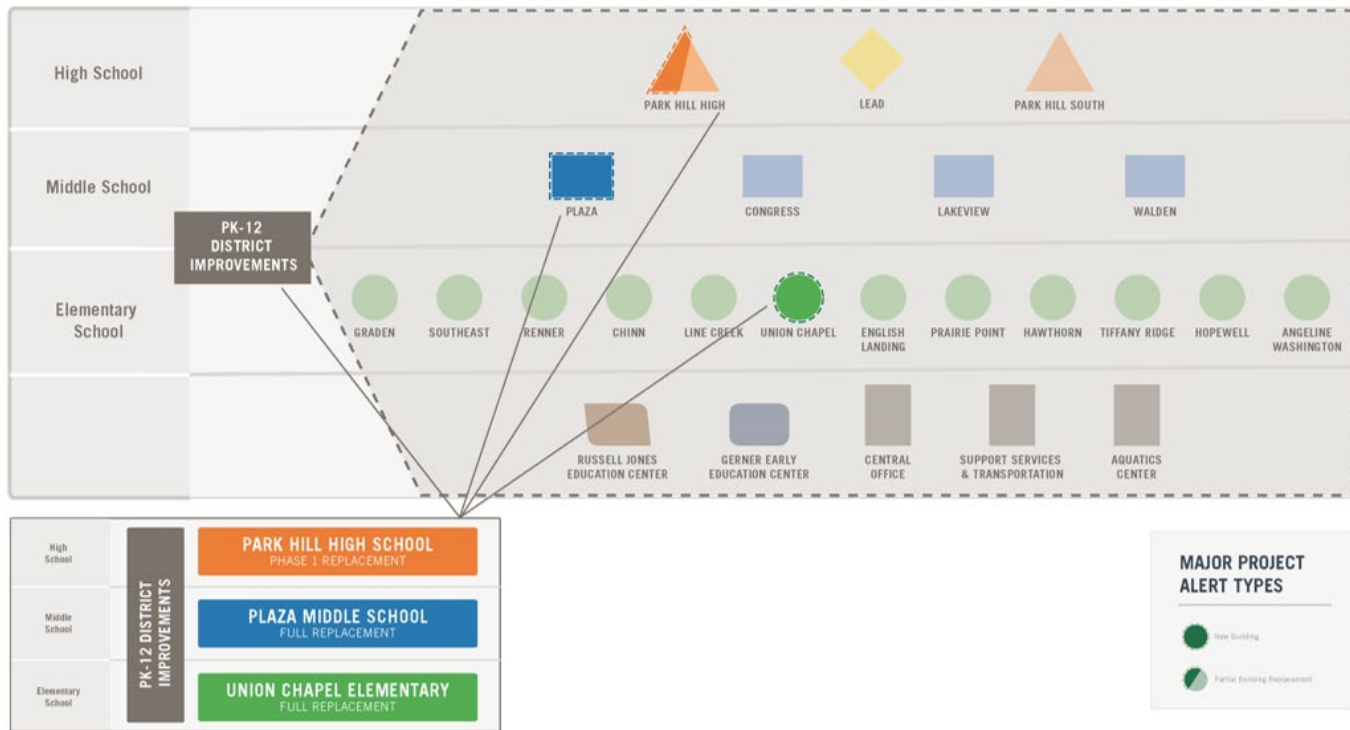 High School
PARK HILL HIGH
LEAD
PARK HILL SOUTH
Middle School
PLAZA
CONGRESS
LAKEVIEW
WALDEN
PK-12
DISTRICT
IMPROVEMENTS
Elementary
School
GRADEN
SOUTHEAST
RENNER
CHINN
LINE CREEK
UNION CHAPEL
ENGLISH
LANDING
PRAIRIE POINT
HAWTHORN
TIFFANY RIDGE
HOPEWELL
ANGELINE
WASHINGTON
RUSSELL JONES
EDUCATION CENTER
GERNER EARLY
EDUCATION CENTER
CENTRAL
OFFICE
SUPPORT SERVICES
& TRANSPORTATION
AQUATICS
CENTER
High
School
PARK HILL HIGH SCHOOL
PHASE 1 REPLACEMENT
Middle
School
PLAZA MIDDLE SCHOOL
FULL REPLACEMENT
Elementary
School
UNION CHAPEL ELEMENTARY
FULL REPLACEMENT
PK-12 DISTRICT
IMPROVEMENTS
MAJOR PROJECT
ALERT TYPES
New Building
Partial Building Replacement